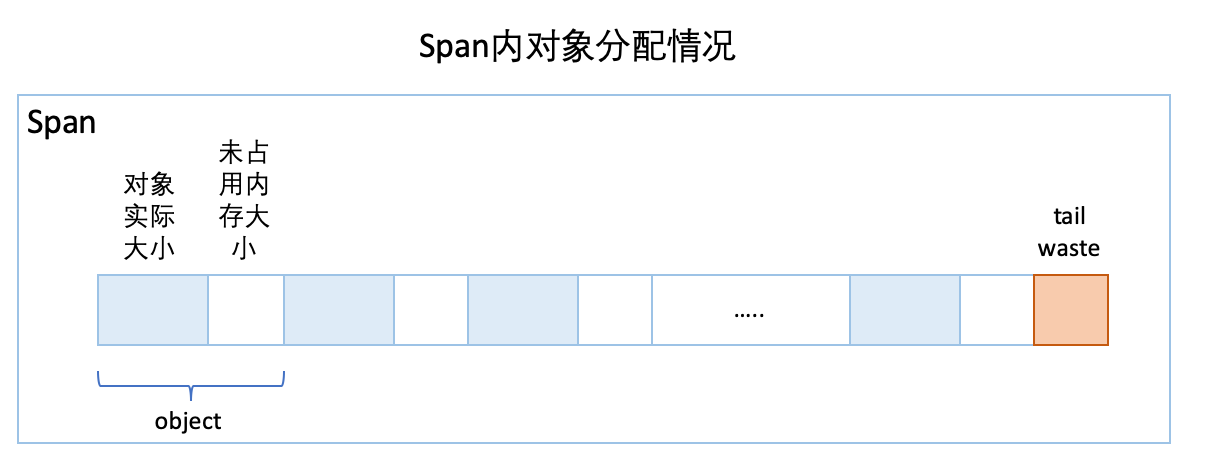 Span内对象分配情况
Span
对象
实际
大小
未占
用内
存大
小
tail
waste
…..
object